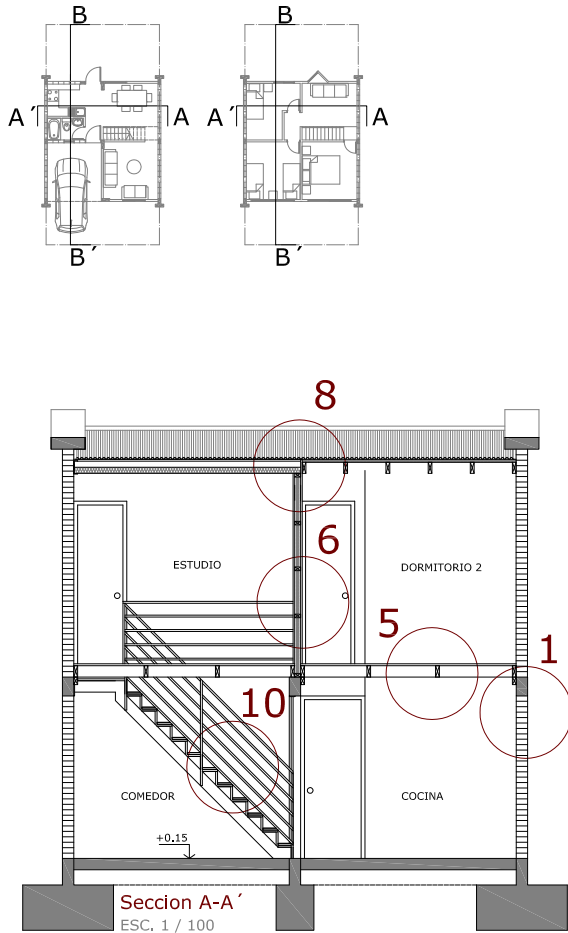 B B
A´ A A´ A
B´ B´
8
6
ESTUDIO
DORMITORIO 2
5
1
10
COMEDOR
COCINA
+0.15
Seccion A-A´
ESC. 1 / 100